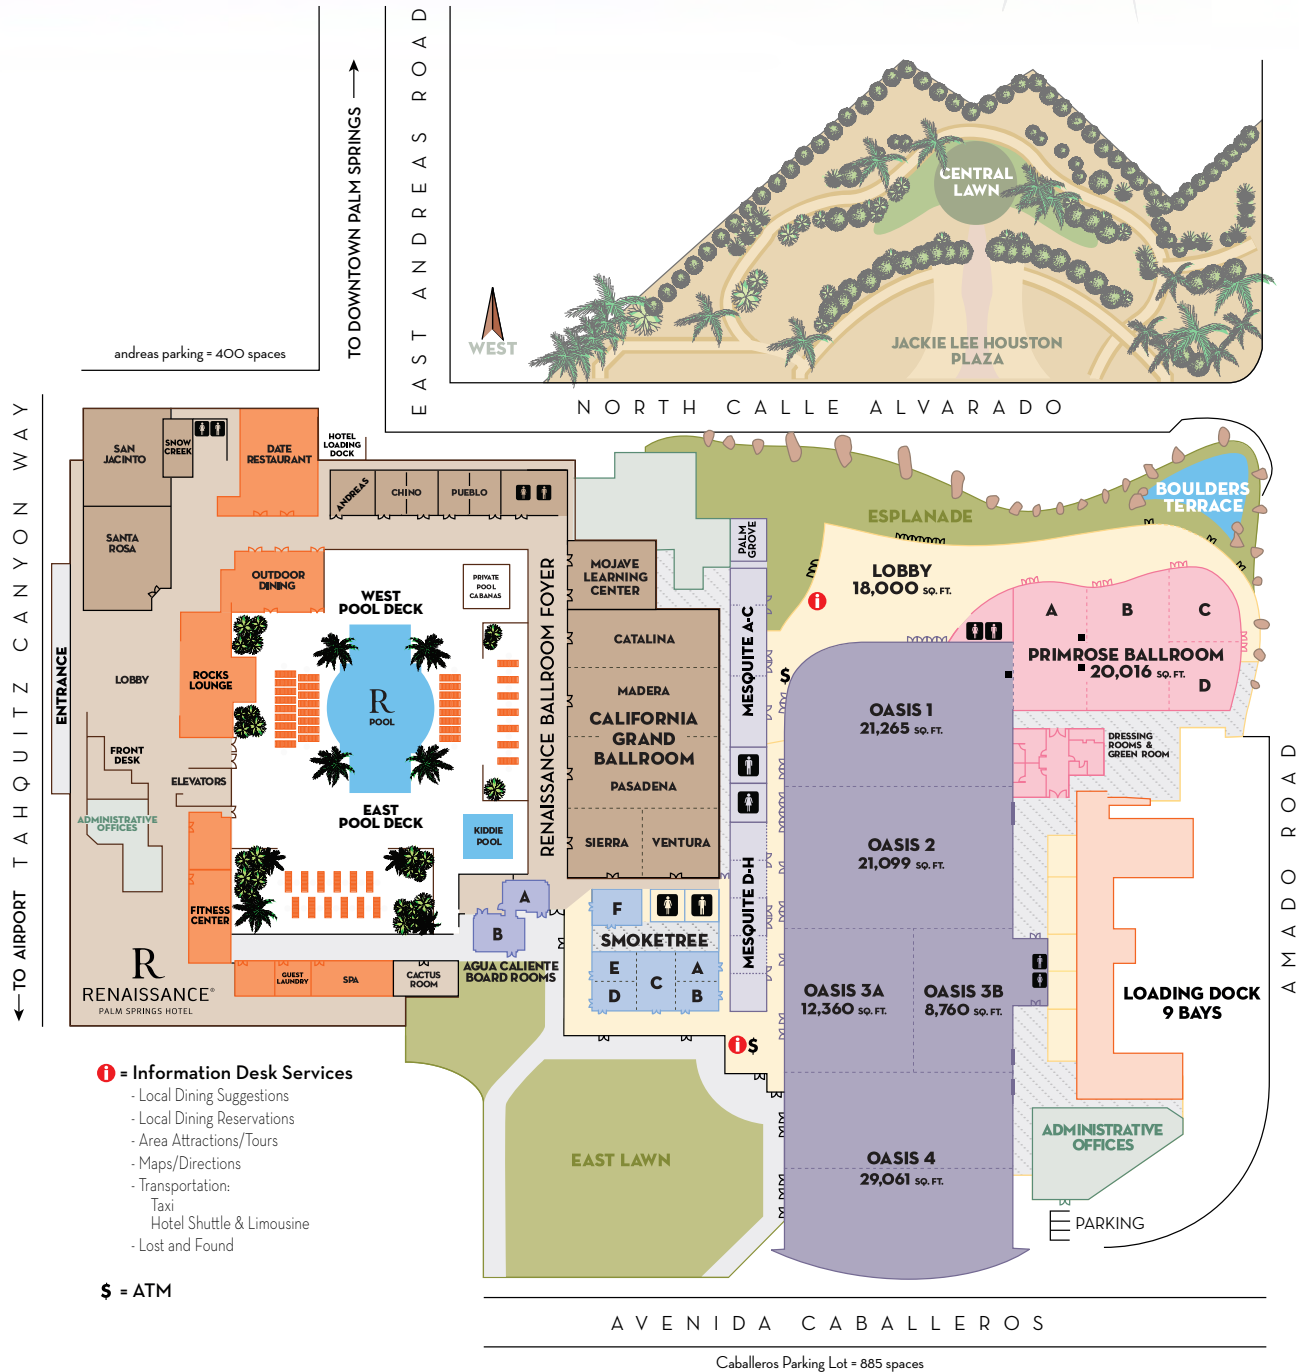 TO DOWNTOWN PALM SPRINGS
EAST ANDREAS ROAD
CENTRAL
LAWN
WEST
JACKIE LEE HOUSTON
PLAZA
andreas parking = 400 spaces
NORTH CALLE ALVARADO
TO AIRPORT TAHQUITZ CANYON WAY
SAN
JACINTO
SNOW
CREEK
DATE
RESTAURANT
HOTEL
LOADING
DOCK
ANDREAS
CHINO
PUEBLO
SANTA
ROSA
OUTDOOR
DINING
WEST
POOL DECK
PRIVATE
POOL
CABANAS
RENAISSANCE BALLROOM FOYER
MOJAVE
LEARNING
CENTER
PALM
GROVE
ESPLANADE
BOULDERS
TERRACE
LOBBY
18,000 SQ. FT.
A
B
C
PRIMROSE BALLROOM
20,016 SQ. FT.
D
ENTRANCE
LOBBY
ROCKS
LOUNGE
R
POOL
CATALINA
MADERA
CALIFORNIA
GRAND
BALLROOM
PASADENA
SIERRA
VENTURA
MESQUITE A-C
$
OASIS 1
21,265 SQ. FT.
DRESSING
ROOMS &
GREEN ROOM
FRONT
DESK
ELEVATORS
ADMINISTRATIVE
OFFICES
EAST
POOL DECK
KIDDIE
POOL
OASIS 2
21,099 SQ. FT.
MESQUITE D-H
AMADO ROAD
FITNESS
CENTER
A
B
F
SMOKETREE
E
D
C
A
B
AGUA CALIENTE
BOARD ROOMS
GUEST
LAUNDRY
SPA
CACTUS
ROOM
R
RENAISSANCE®
PALM SPRINGS HOTEL
OASIS 3A
12,360 SQ. FT.
OASIS 3B
8,760 SQ. FT.
LOADING DOCK
9 BAYS
i $
i = Information Desk Services
- Local Dining Suggestions
- Local Dining Reservations
- Area Attractions/Tours
- Maps/Directions
- Transportation:
Taxi
Hotel Shuttle & Limousine
- Lost and Found
$ = ATM
EAST LAWN
OASIS 4
29,061 SQ. FT.
ADMINISTRATIVE
OFFICES
PARKING
AVENIDA CABALLEROS
Caballeros Parking Lot = 885 spaces